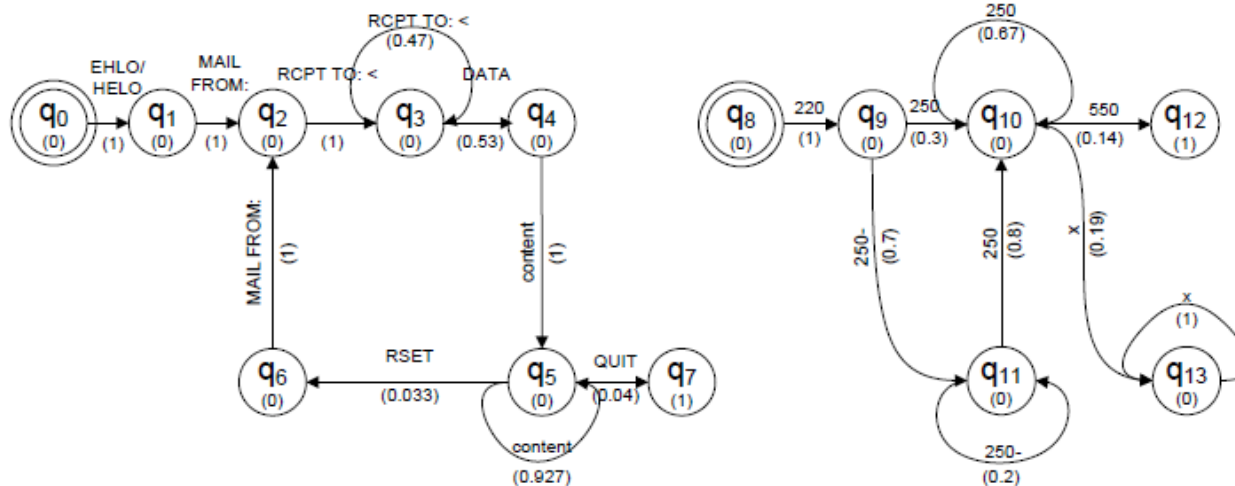 RCPT TO: <
(0.47)
EHLO/
HELO
MAIL
FROM:
RCPT TO: <
DATA
q0
(0)
(1)
q1
(0)
(1)
q2
(0)
(1)
q3
(0)
(0.53)
q4
(0)
MAIL FROM:
(1)
content
(1)
q6
(0)
RSET
(0.033)
q5
(0)
QUIT
(0.04)
q7
(1)
content
(0.927)
250
(0.67)
q8
(0)
220
(1)
q9
(0)
250
(0.3)
q10
(0)
550
(0.14)
q12
(1)
250-
(0.7)
250
(0.8)
x
(0.19)
x
(1)
q11
(0)
q13
(0)
250-
(0.2)